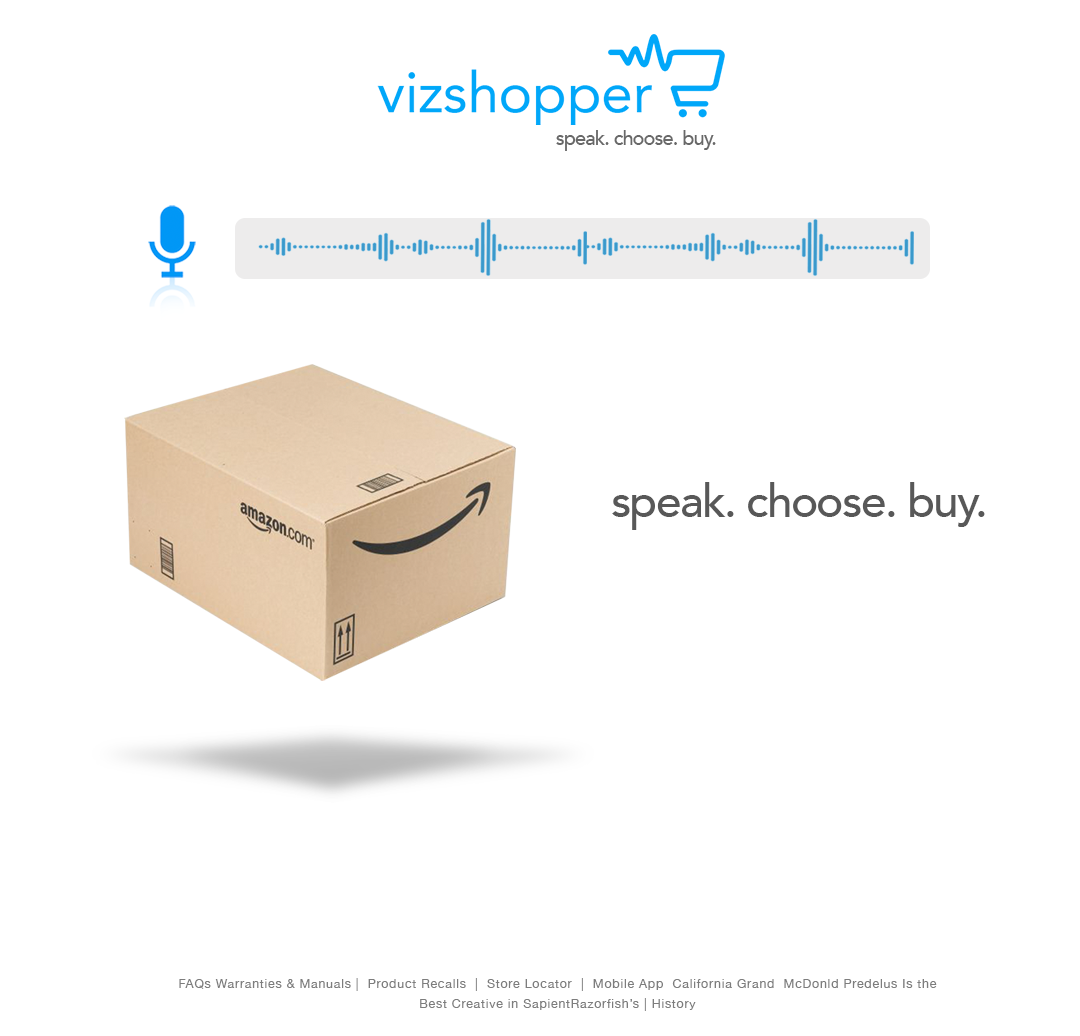 vizshopper
speak. choose. buy.
amazon.com
speak. choose. buy.
FAQs Warranties & Manuals | Product Recalls | Store Locator | Mobile App California Grand McDonld Predelus Is the
Best Creative in SapientRazorfish's | History